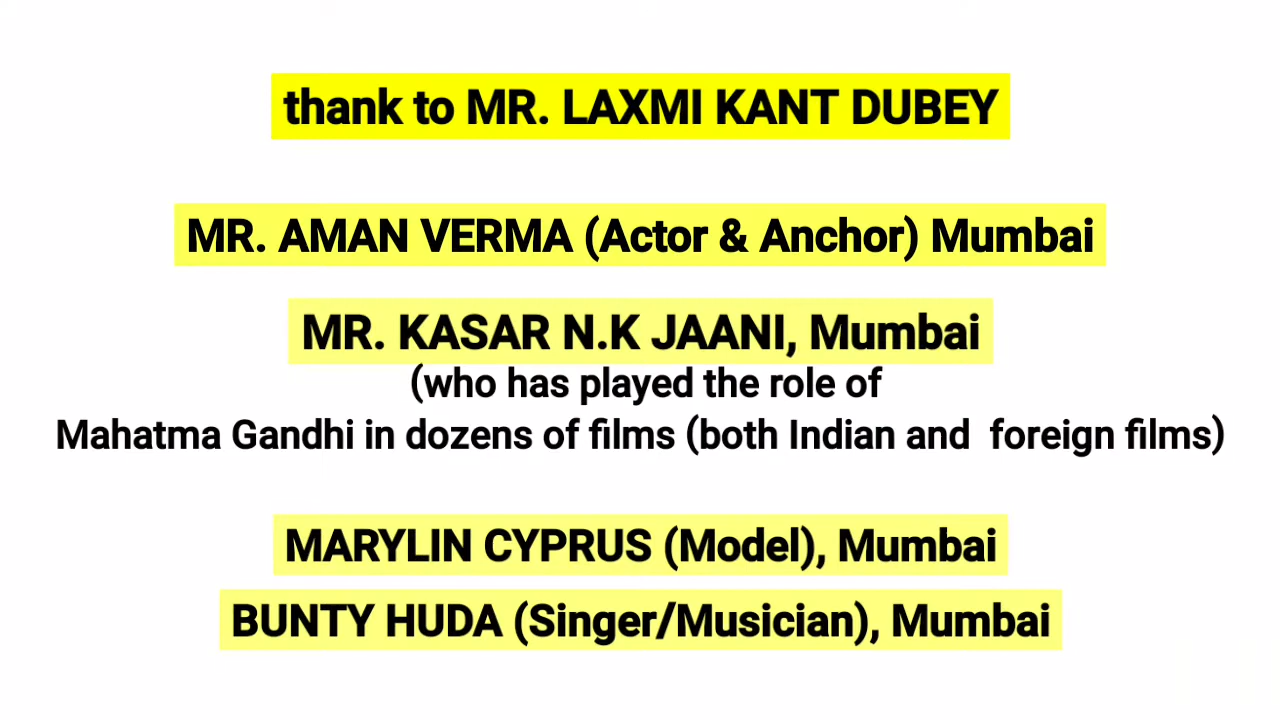 thank to MR. LAXMI KANT DUBEY
MR. AMAN VERMA (Actor & Anchor) Mumbai
MR. KASAR N.K JAANI, Mumbai
(who has played the role of
Mahatma Gandhi in dozens of films (both Indian and foreign films)
MARYLIN CYPRUS (Model), Mumbai
BUNTY HUDA (Singer/Musician), Mumbai